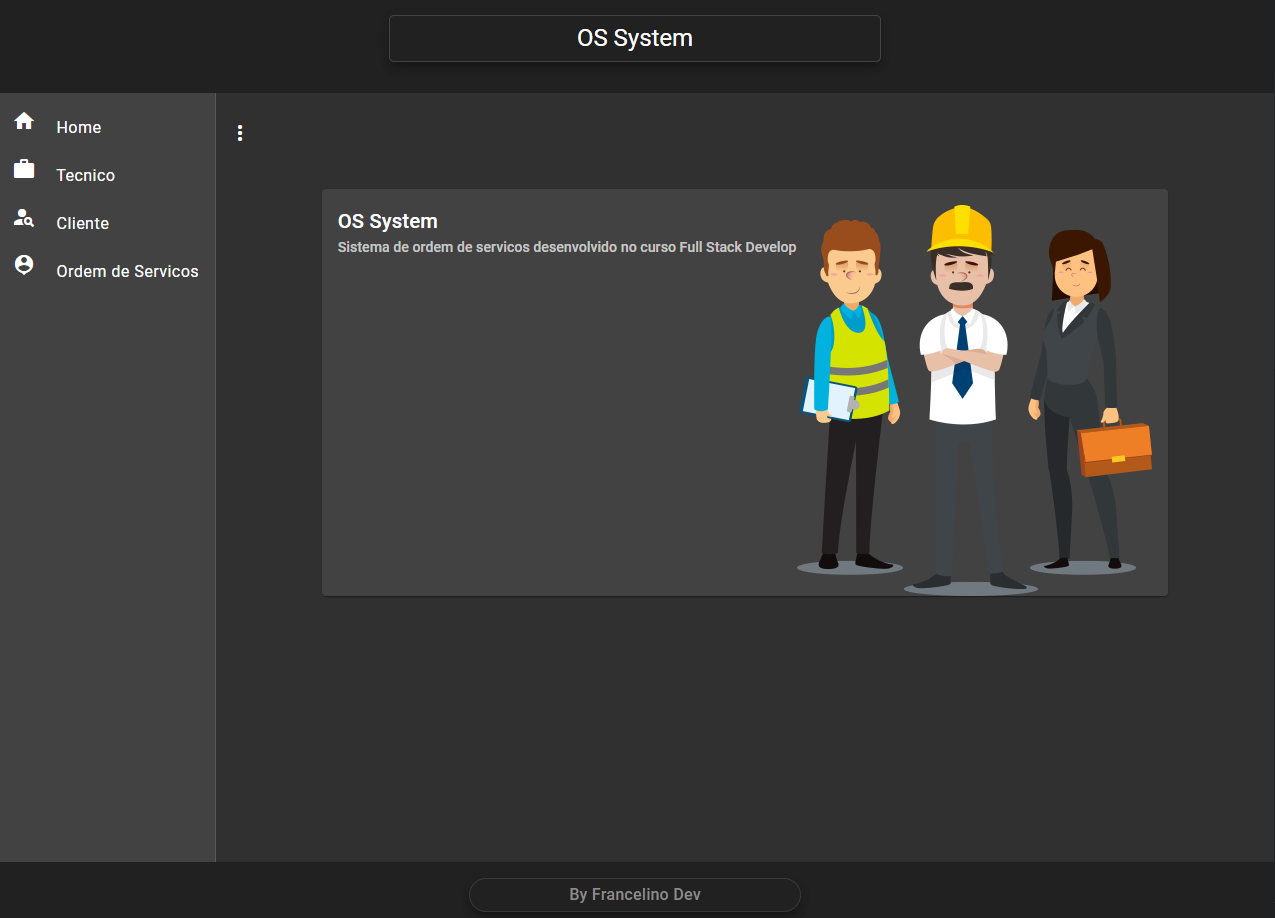 OS System
Home
Tecnico
Cliente
Ordem de Servicos
OS System
Sistema de ordem de servicos desenvolvido no curso Full Stack Develop
By Francelino Dev